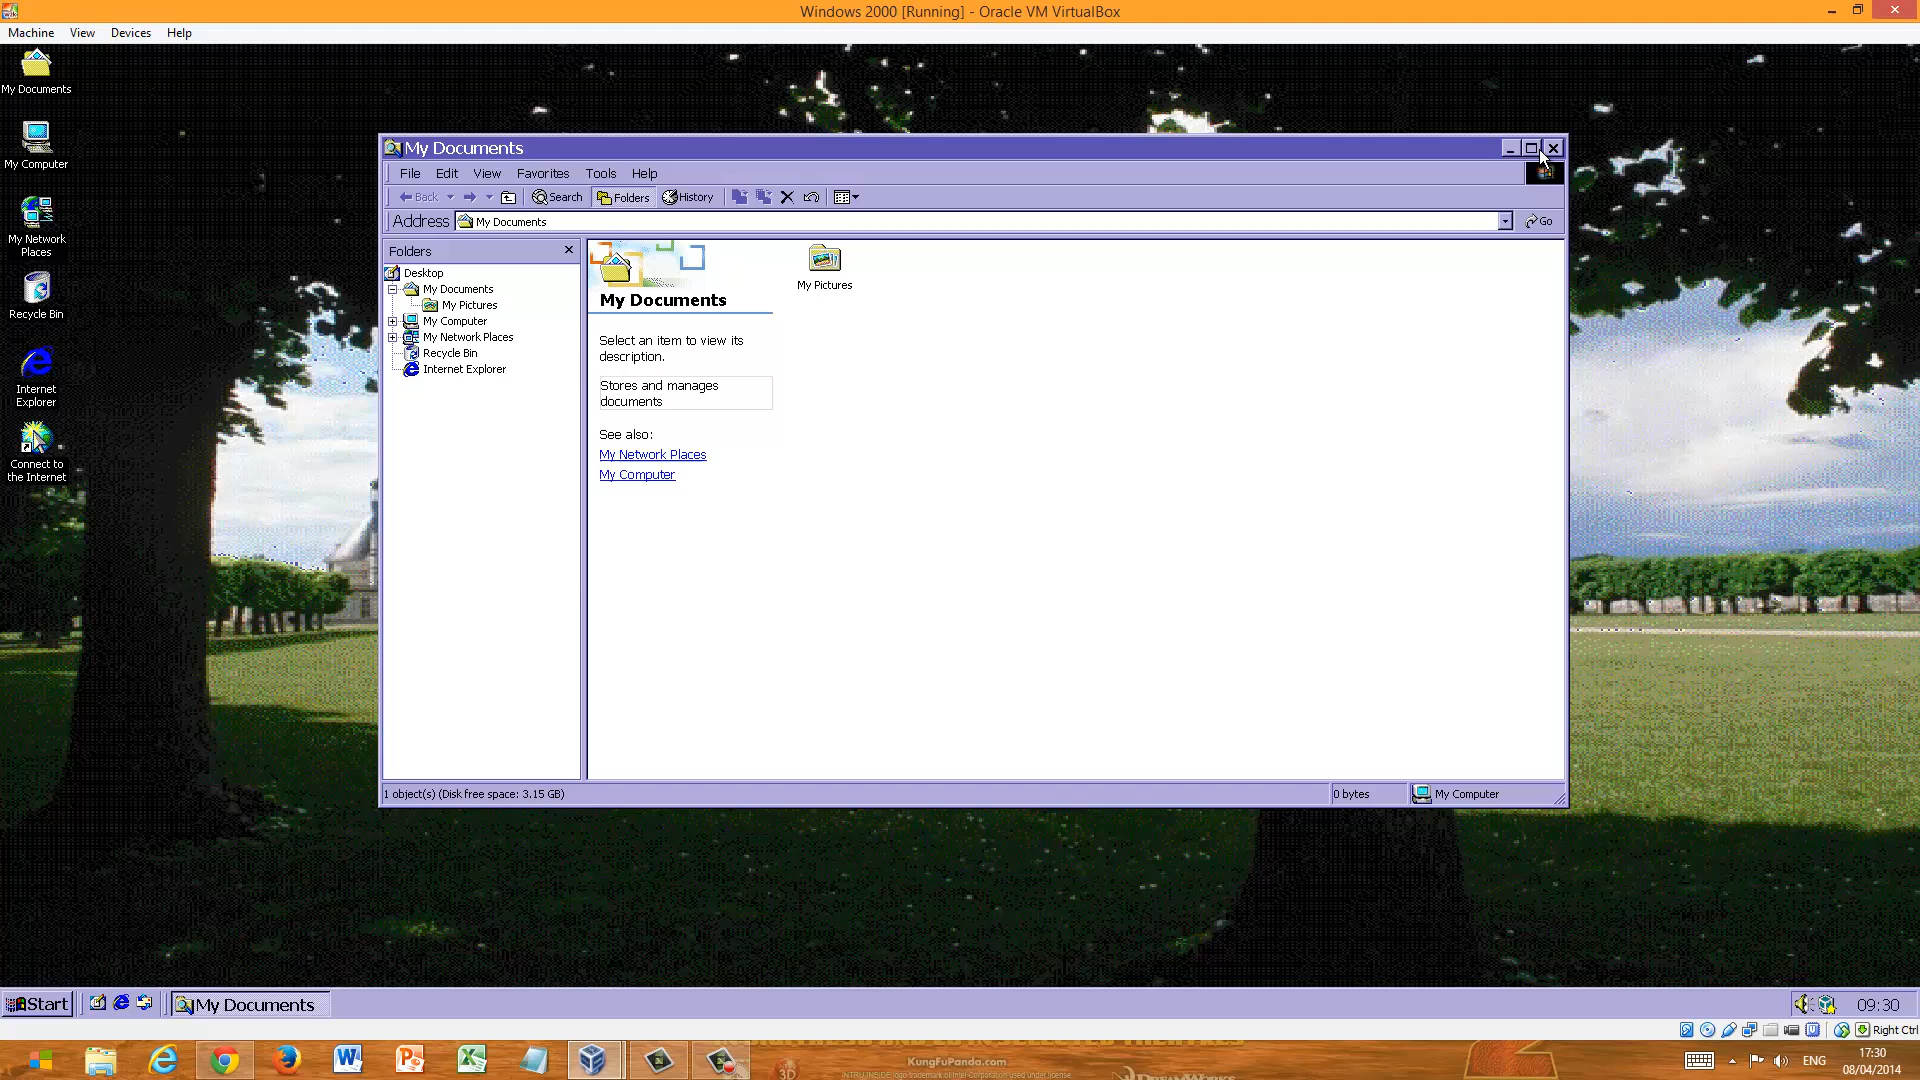 Windows 2000 [Running] - Oracle VM VirtualBox
Machine View Devices Help
My Documents
My Computer
My Network
Places
Recycle Bin
Internet
Explorer
Connect to
the Internet
My Documents
File Edit View Favorites Tools Help
Back Search Folders History
Address My Documents Go
Folders
Desktop
My Documents
My Pictures
My Computer
My Network Places
Recycle Bin
Internet Explorer
My Documents
Select an item to view its
description.
Stores and manages
documents
See also:
My Network Places
My Computer
My Pictures
1 object(s) (Disk free space: 3.15 GB) 0 bytes My Computer
Start My Documents 09:30
Right Ctrl
KungFuPanda.com
3D
ENG 17:30
08/04/2014